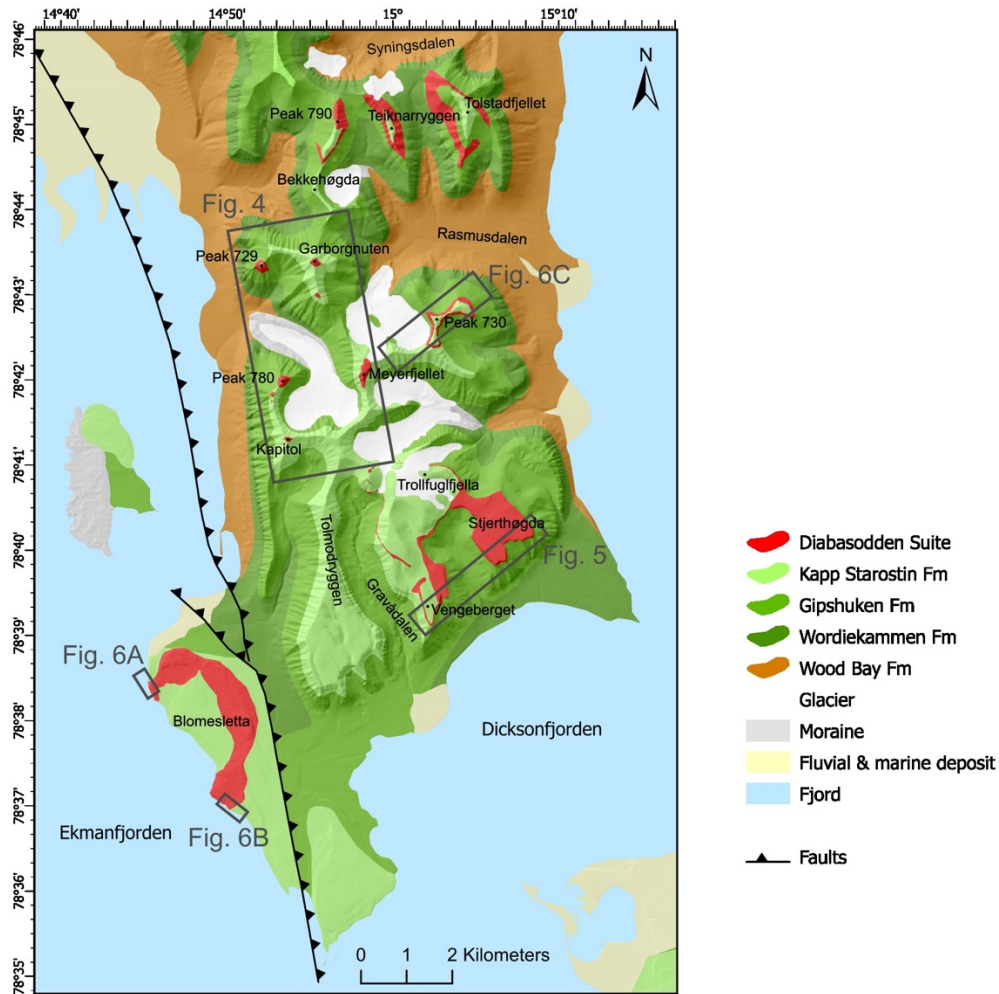 14°40' 14°50' 15° 15°10'
78°46'
Syningsdalen
N
Tolstadfjellet
Peak 790
Teiknarryggen
78°45'
Bekkehøgda
78°44'
Fig. 4
Rasmusdalen
Garborgnuten
Peak 729
Fig. 6C
78°43'
Peak 730
78°42'
Meyerfjellet
Peak 780
Kapitol
78°41'
Trollfuglfjella
Stjerthøgda
78°40'
Tolmodryggen
Fig. 5
Gravådalen
Vengeberget
78°39'
Fig. 6A
Blomesletta
78°38'
Dicksonfjorden
78°37'
Ekmanfjorden
Fig. 6B
78°36'
0 1 2 Kilometers
78°35'
Diabasodden Suite
Kapp Starostin Fm
Gipshuken Fm
Wordiekammen Fm
Wood Bay Fm
Glacier
Moraine
Fluvial & marine deposit
Fjord
Faults